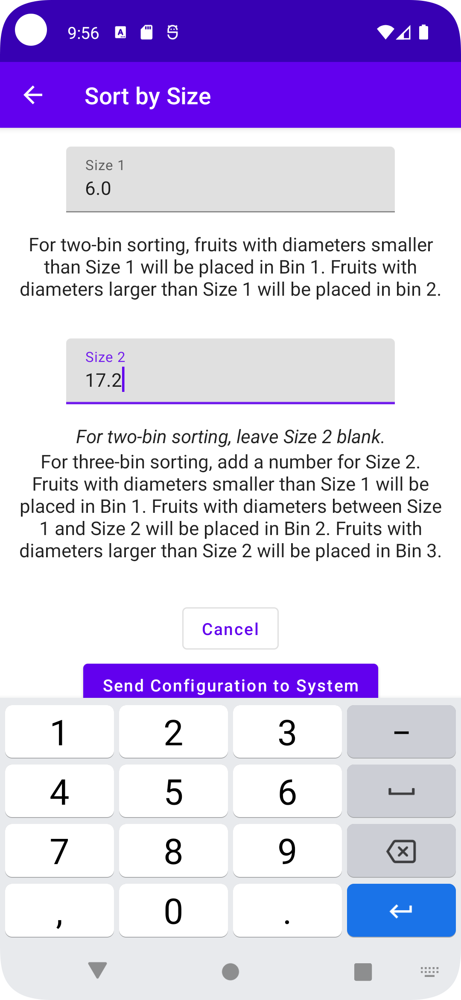 9:56
Sort by Size
Size 1
6.0
For two-bin sorting, fruits with diameters smaller
than Size 1 will be placed in Bin 1. Fruits with
diameters larger than Size 1 will be placed in bin 2.
Size 2
17.2
For two-bin sorting, leave Size 2 blank.
For three-bin sorting, add a number for Size 2.
Fruits with diameters smaller than Size 1 will be
placed in Bin 1. Fruits with diameters between Size
1 and Size 2 will be placed in Bin 2. Fruits with
diameters larger than Size 2 will be placed in Bin 3.
Cancel
Send Configuration to System
1 2 3 –
4 5 6
7 8 9
, 0 .